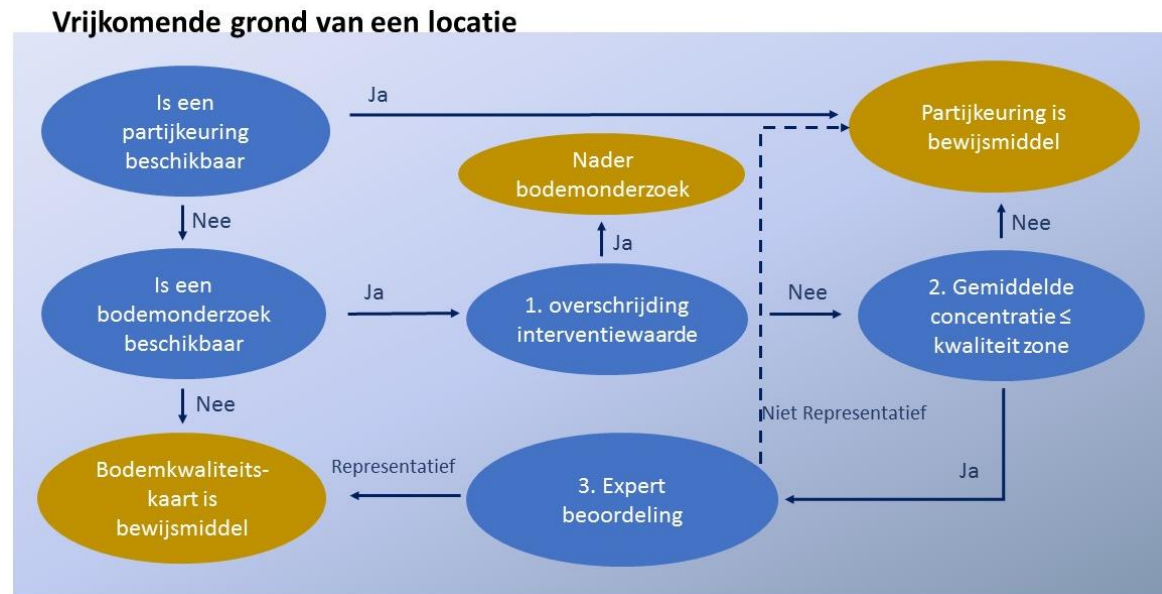 Vrijkomende grond van een locatie
Is een
partijkeuring
beschikbaar
Ja
Partijkeuring is
bewijsmiddel
Nader
bodemonderzoek
Nee
Ja
Nee
Is een
bodemonderzoek
beschikbaar
Ja
1. overschrijding
interventiewaarde
Nee
2. Gemiddelde
concentratie ≤
kwaliteit zone
Nee
Niet Representatief
Bodemkwaliteits-
kaart is
bewijsmiddel
Representatief
3. Expert
beoordeling
Ja